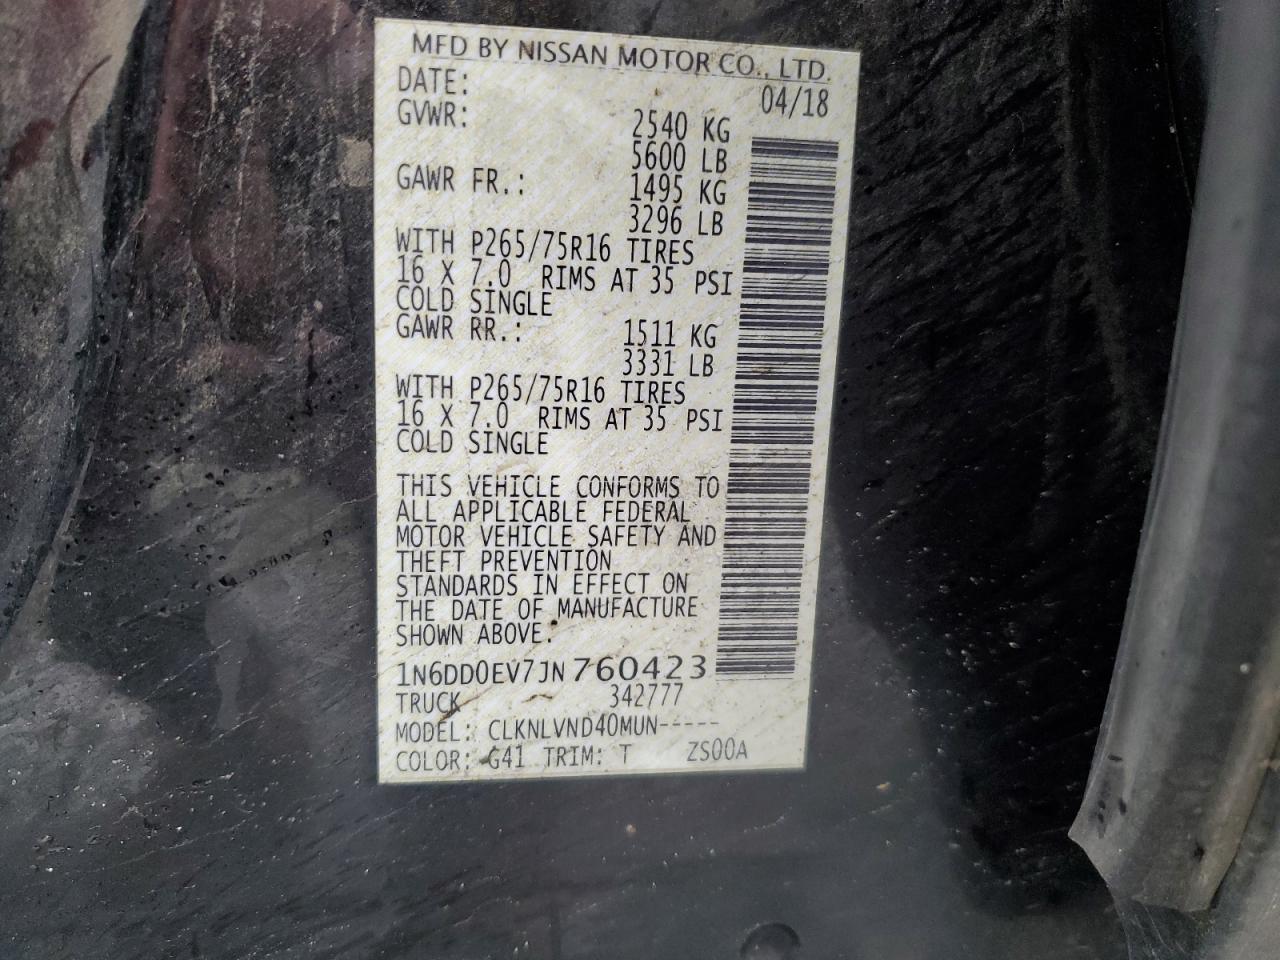 MFD BY NISSAN MOTOR CO., LTD.
DATE: 04/18
GVWR: 2540 KG
5600 LB
GAWR FR.: 1495 KG
3296 LB
WITH P265/75R16 TIRES
16 X 7.0 RIMS AT 35 PSI
COLD SINGLE
GAWR RR.: 1511 KG
3331 LB
WITH P265/75R16 TIRES
16 X 7.0 RIMS AT 35 PSI
COLD SINGLE
THIS VEHICLE CONFORMS TO
ALL APPLICABLE FEDERAL
MOTOR VEHICLE SAFETY AND
THEFT PREVENTION
STANDARDS IN EFFECT ON
THE DATE OF MANUFACTURE
SHOWN ABOVE.
1N6DD0EV7JN760423
TRUCK 342777
MODEL: CLKNLVND40MUN-----
COLOR: G41 TRIM: T ZS00A